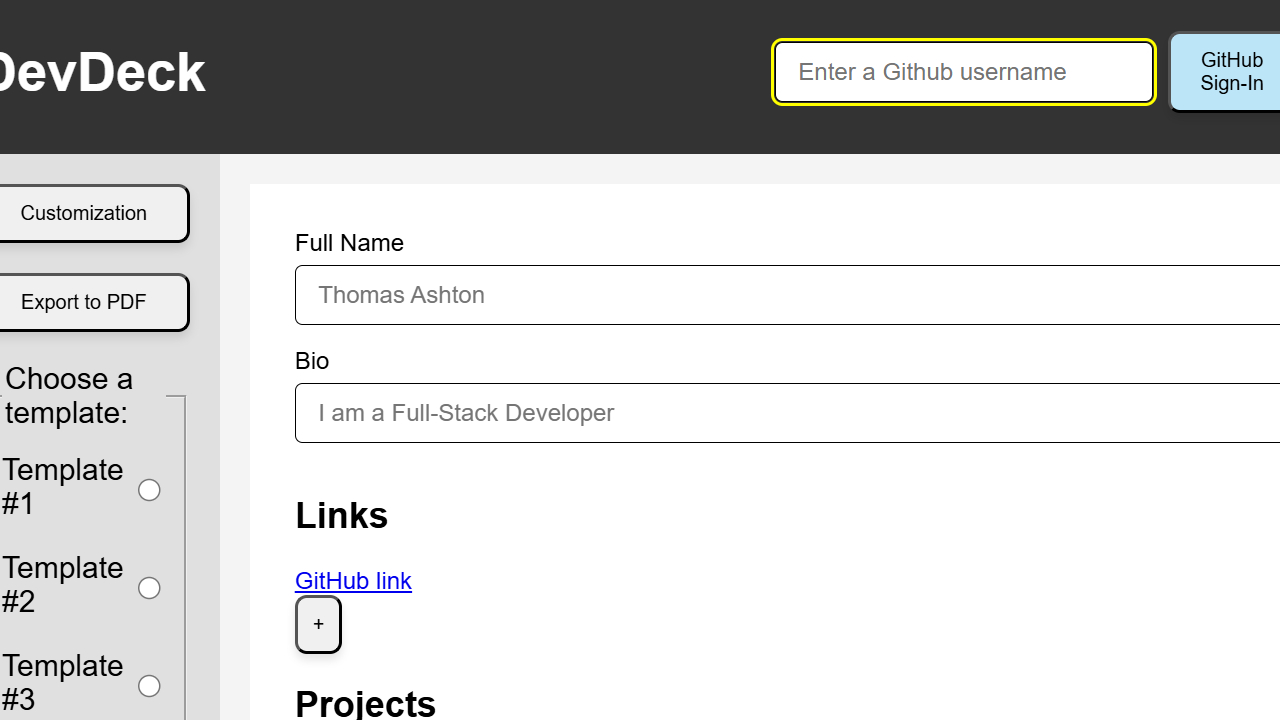 DevDeck
Enter a Github username
GitHub
Sign-In
Customization
Export to PDF
Choose a
template:
Template
#1
Template
#2
Template
#3
Full Name
Thomas Ashton
Bio
I am a Full-Stack Developer
Links
GitHub link
+
Projects